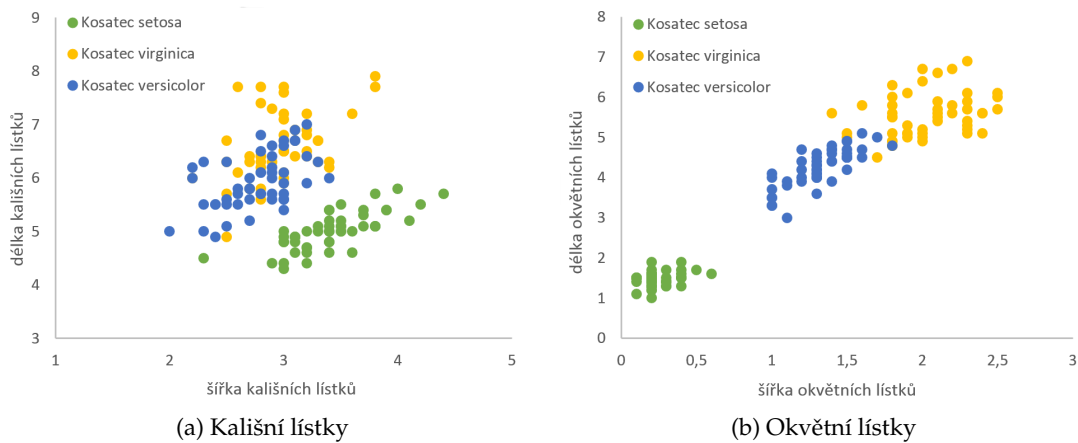 9
8
7
6
5
4
3
1
2
3
4
5
délka kališních lístků
šířka kališních lístků
Kosatec setosa
Kosatec virginica
Kosatec versicolor
(a) Kališní lístky
8
7
6
5
4
3
2
1
0
0
0,5
1
1,5
2
2,5
3
délka okvětních lístků
šířka okvětních lístků
Kosatec setosa
Kosatec virginica
Kosatec versicolor
(b) Okvětní lístky